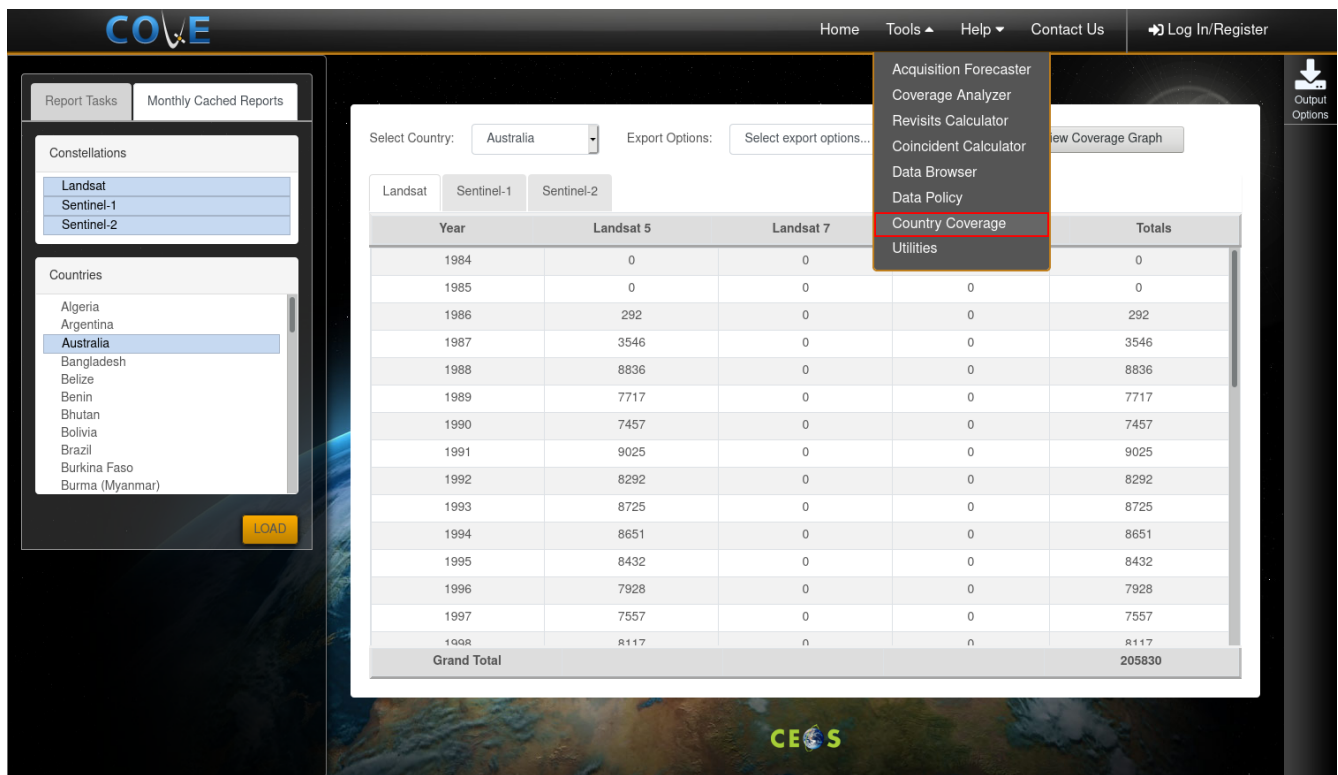 COVE
Home Tools Help Contact Us Log In/Register
Acquisition Forecaster
Coverage Analyzer
Revisits Calculator
Coincident Calculator
Data Browser
Data Policy
Country Coverage
Utilities
Output
Options
Report Tasks Monthly Cached Reports
Constellations
Landsat
Sentinel-1
Sentinel-2
Countries
Algeria
Argentina
Australia
Bangladesh
Belize
Benin
Bhutan
Bolivia
Brazil
Burkina Faso
Burma (Myanmar)
LOAD
Select Country: Australia Export Options: Select export options... Coverage Graph
Landsat Sentinel-1 Sentinel-2
Year Landsat 5 Landsat 7 Totals
1984 0 0 0
1985 0 0 0 0
1986 292 0 0 292
1987 3546 0 0 3546
1988 8836 0 0 8836
1989 7717 0 0 7717
1990 7457 0 0 7457
1991 9025 0 0 9025
1992 8292 0 0 8292
1993 8725 0 0 8725
1994 8651 0 0 8651
1995 8432 0 0 8432
1996 7928 0 0 7928
1997 7557 0 0 7557
1998 8117 0 0 8117
Grand Total 205830
CEOS